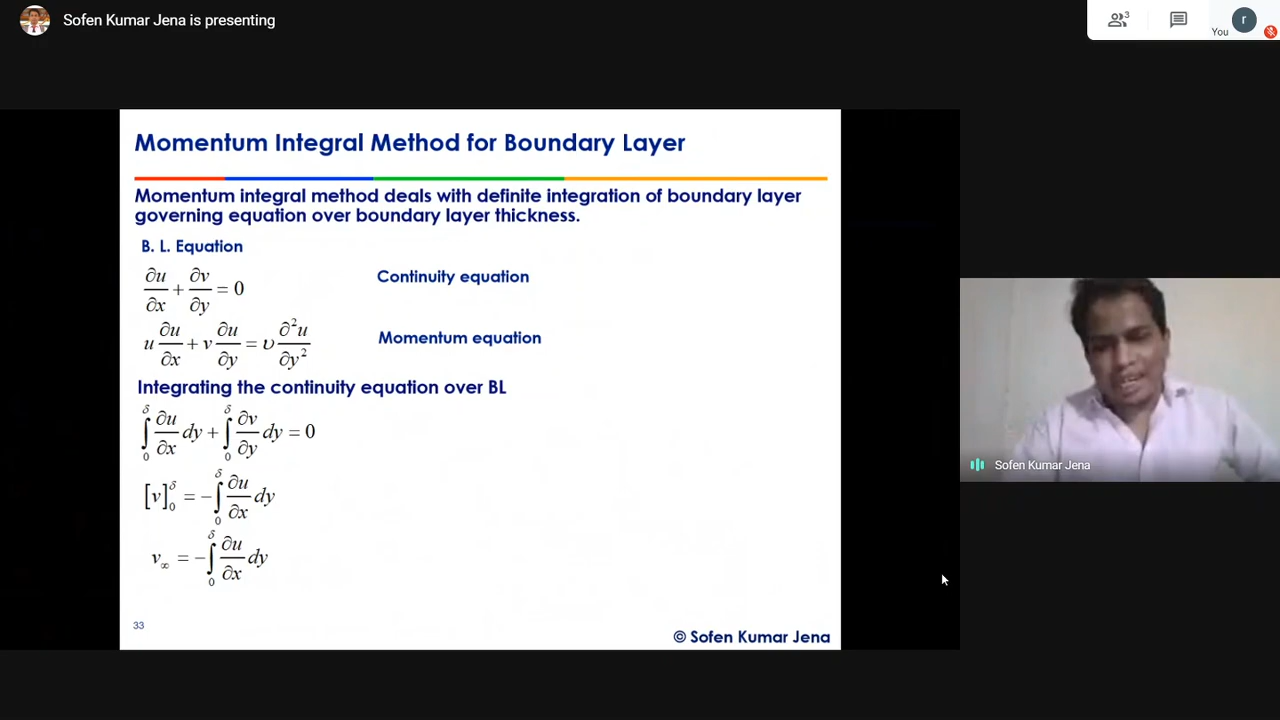 Sofen Kumar Jena is presenting
3
You
r
Momentum Integral Method for Boundary Layer
Momentum integral method deals with definite integration of boundary layer
governing equation over boundary layer thickness.
B. L. Equation
∂u/∂x + ∂v/∂y = 0 Continuity equation
u ∂u/∂x + v ∂u/∂y = υ ∂²u/∂y² Momentum equation
Integrating the continuity equation over BL
∫₀^δ ∂u/∂x dy + ∫₀^δ ∂v/∂y dy = 0
[v]₀^δ = −∫₀^δ ∂u/∂x dy
v∞ = −∫₀^δ ∂u/∂x dy
33
© Sofen Kumar Jena
Sofen Kumar Jena